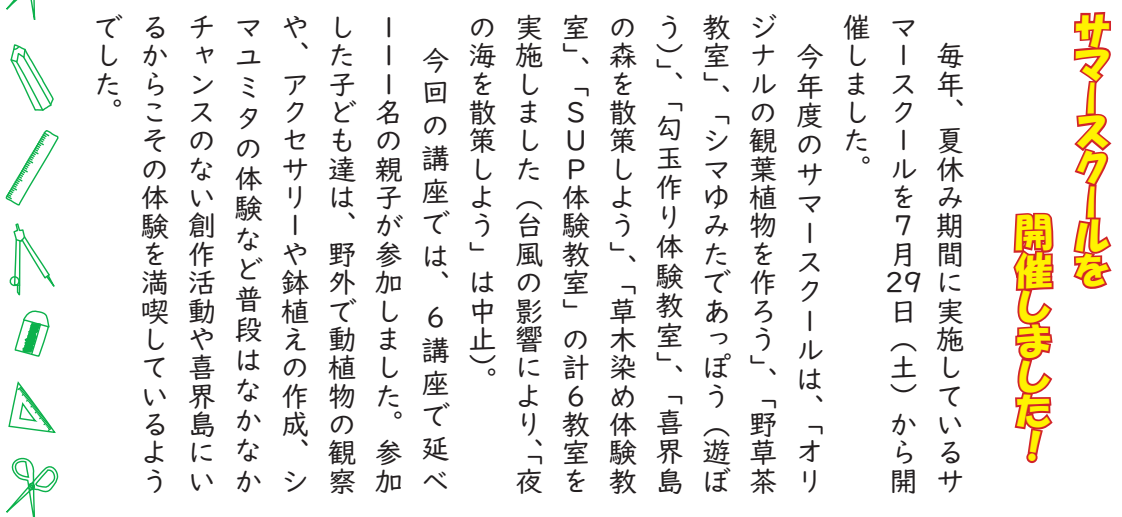 サマースクールを
開催しました！
毎年、夏休み期間に実施しているサ
マースクールを7月29日（土）から開
催しました。
今年度のサマースクールは、「オリ
ジナルの観葉植物を作ろう」、「野草茶
教室」、「シマゆみたであっぽう（遊ぼ
う）」、「勾玉作り体験教室」、「喜界島
の森を散策しよう」、「草木染め体験教
室」、「SUP体験教室」の計6教室を
実施しました（台風の影響により、「夜
の海を散策しよう」は中止）。
今回の講座では、6講座で延べ
111名の親子が参加しました。参加
した子ども達は、野外で動植物の観察
や、アクセサリーや鉢植えの作成、シ
マユミタの体験など普段はなかなか
チャンスのない創作活動や喜界島にい
るからこその体験を満喫しているよう
でした。